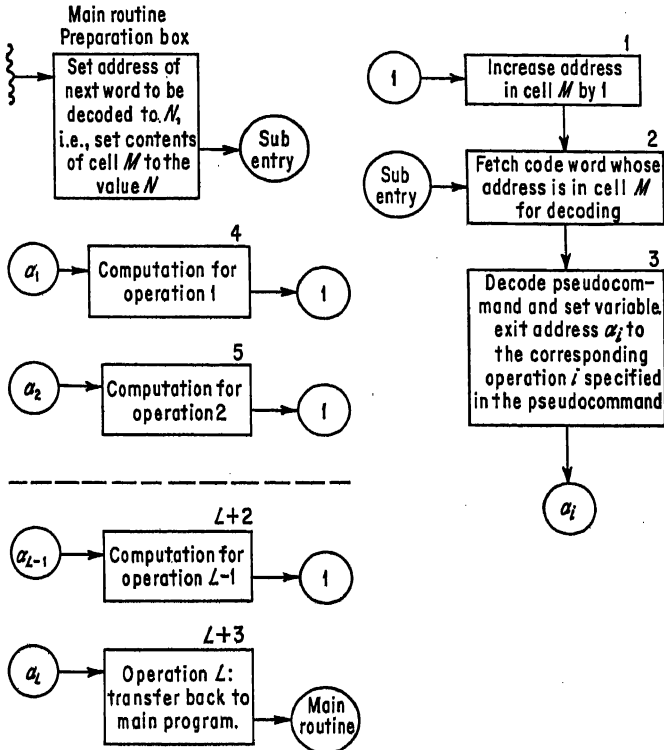 Main routine
Preparation box
Set address of
next word to be
decoded to N,
i.e., set contents
of cell M to the
value N
Sub
entry
1
1
Increase address
in cell M by 1
2
Sub
entry
Fetch code word whose
address is in cell M
for decoding
3
Decode pseudocom-
mand and set variable
exit address αi to
the corresponding
operation i specified
in the pseudocommand
αi
4
α1
Computation for
operation 1
1
5
α2
Computation for
operation 2
1
L+2
αL-1
Computation for
operation L-1
1
L+3
αL
Operation L:
transfer back to
main program.
Main
routine